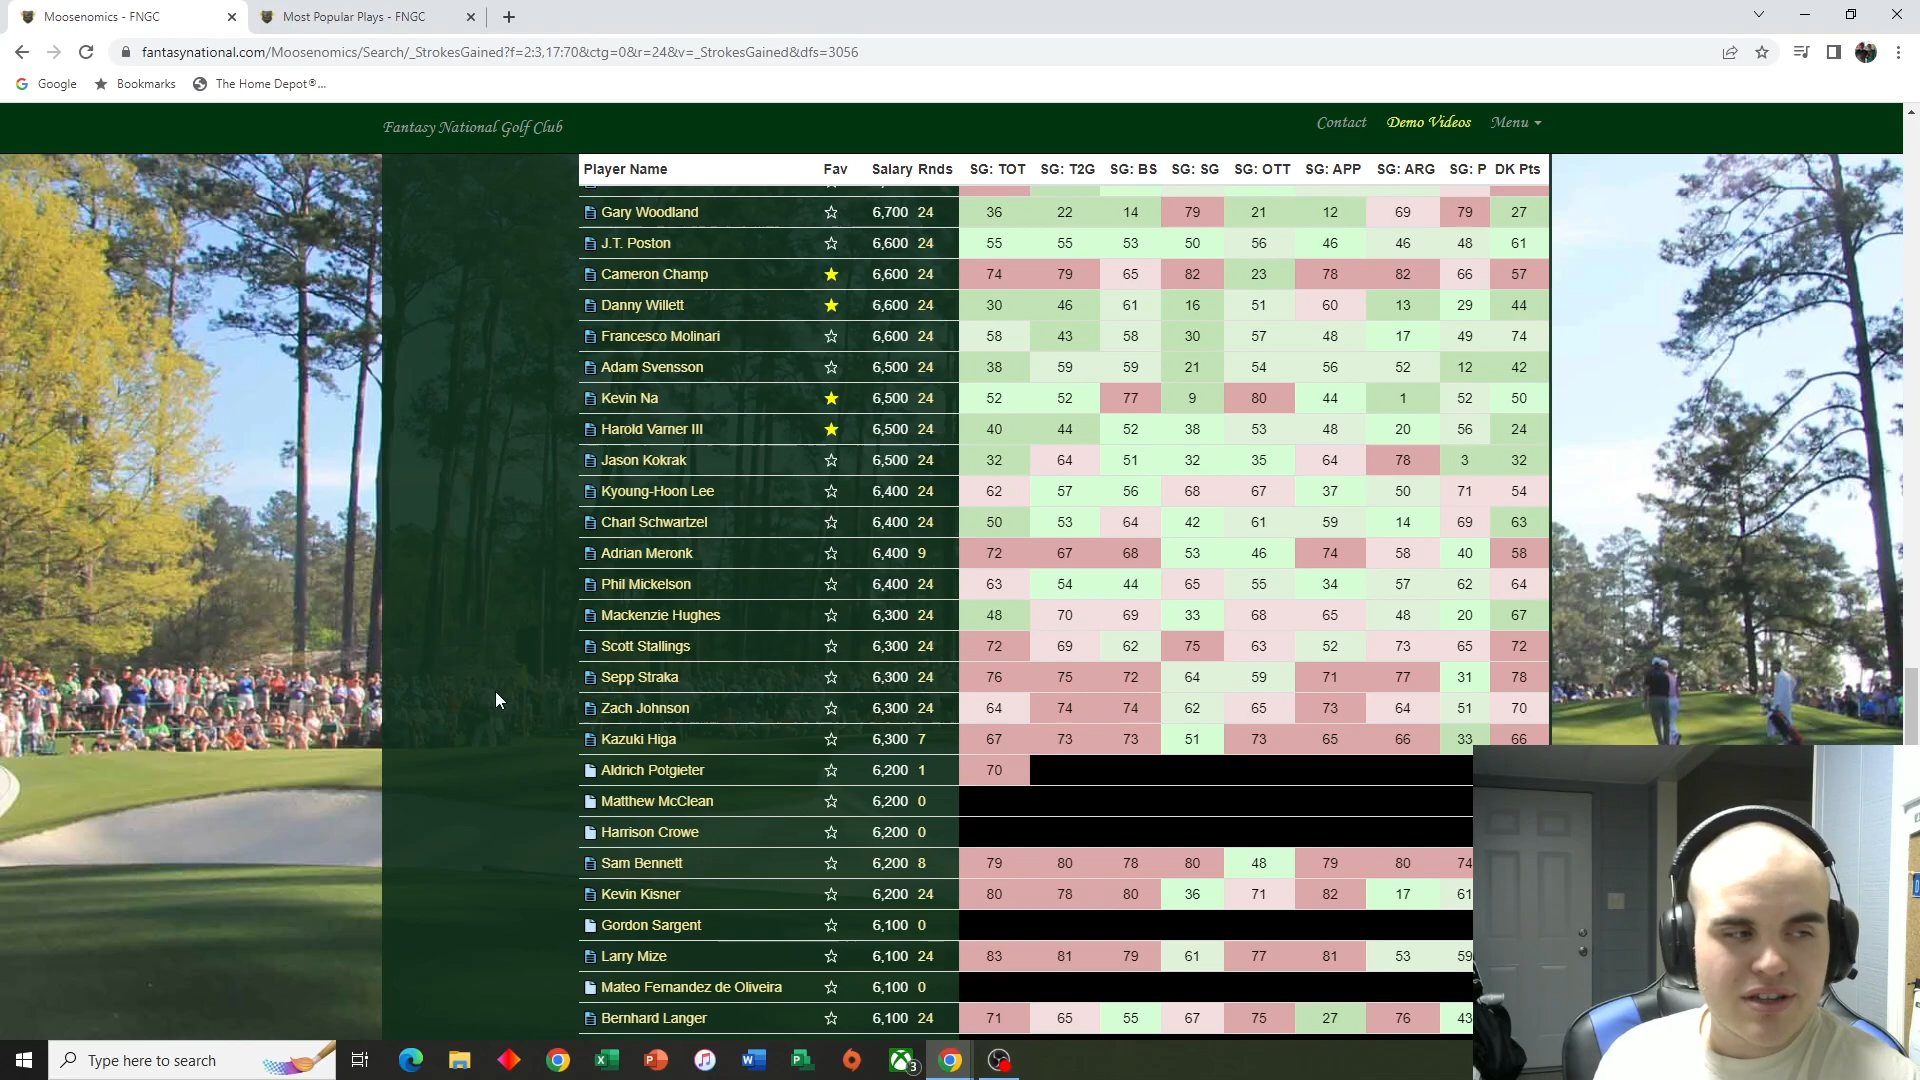 Moosenomics - FNGC
Most Popular Plays - FNGC
fantasynational.com/Moosenomics/Search/_StrokesGained?f=2:3,17:70&ctg=0&r=24&v=_StrokesGained&dfs=3056
Google Bookmarks The Home Depot®...
Fantasy National Golf Club Contact Demo Videos Menu
Player Name Fav Salary Rnds SG: TOT SG: T2G SG: BS SG: SG SG: OTT SG: APP SG: ARG SG: P DK Pts
Gary Woodland 6,700 24 36 22 14 79 21 12 69 79 27
J.T. Poston 6,600 24 55 55 53 50 56 46 46 48 61
Cameron Champ 6,600 24 74 79 65 82 23 78 82 66 57
Danny Willett 6,600 24 30 46 61 16 51 60 13 29 44
Francesco Molinari 6,600 24 58 43 58 30 57 48 17 49 74
Adam Svensson 6,500 24 38 59 59 21 54 56 52 12 42
Kevin Na 6,500 24 52 52 77 9 80 44 1 52 50
Harold Varner III 6,500 24 40 44 52 38 53 48 20 56 24
Jason Kokrak 6,500 24 32 64 51 32 35 64 78 3 32
Kyoung-Hoon Lee 6,400 24 62 57 56 68 67 37 50 71 54
Charl Schwartzel 6,400 24 50 53 64 42 61 59 14 69 63
Adrian Meronk 6,400 9 72 67 68 53 46 74 58 40 58
Phil Mickelson 6,400 24 63 54 44 65 55 34 57 62 64
Mackenzie Hughes 6,300 24 48 70 69 33 68 65 48 20 67
Scott Stallings 6,300 24 72 69 62 75 63 52 73 65 72
Sepp Straka 6,300 24 76 75 72 64 59 71 77 31 78
Zach Johnson 6,300 24 64 74 74 62 65 73 64 51 70
Kazuki Higa 6,300 7 67 73 73 51 73 65 66 33 66
Aldrich Potgieter 6,200 1 70
Matthew McClean 6,200 0
Harrison Crowe 6,200 0
Sam Bennett 6,200 8 79 80 78 80 48 79 80 74
Kevin Kisner 6,200 24 80 78 80 36 71 82 17 61
Gordon Sargent 6,100 0
Larry Mize 6,100 24 83 81 79 61 77 81 53 59
Mateo Fernandez de Oliveira 6,100 0
Bernhard Langer 6,100 24 71 65 55 67 75 27 76 43
Type here to search 3